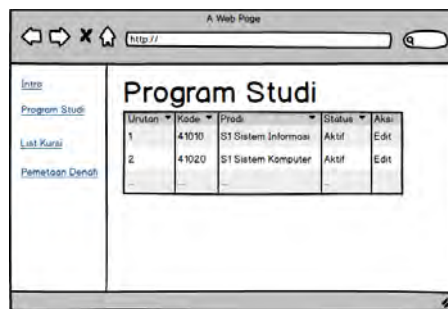 A Web Page
http://
Intro
Program Studi
List Kursi
Pemetaan Denah
Program Studi
Urutan Kode Prodi Status Aksi
1 41010 S1 Sistem Informasi Aktif Edit
2 41020 S1 Sistem Komputer Aktif Edit
... ... ... ...